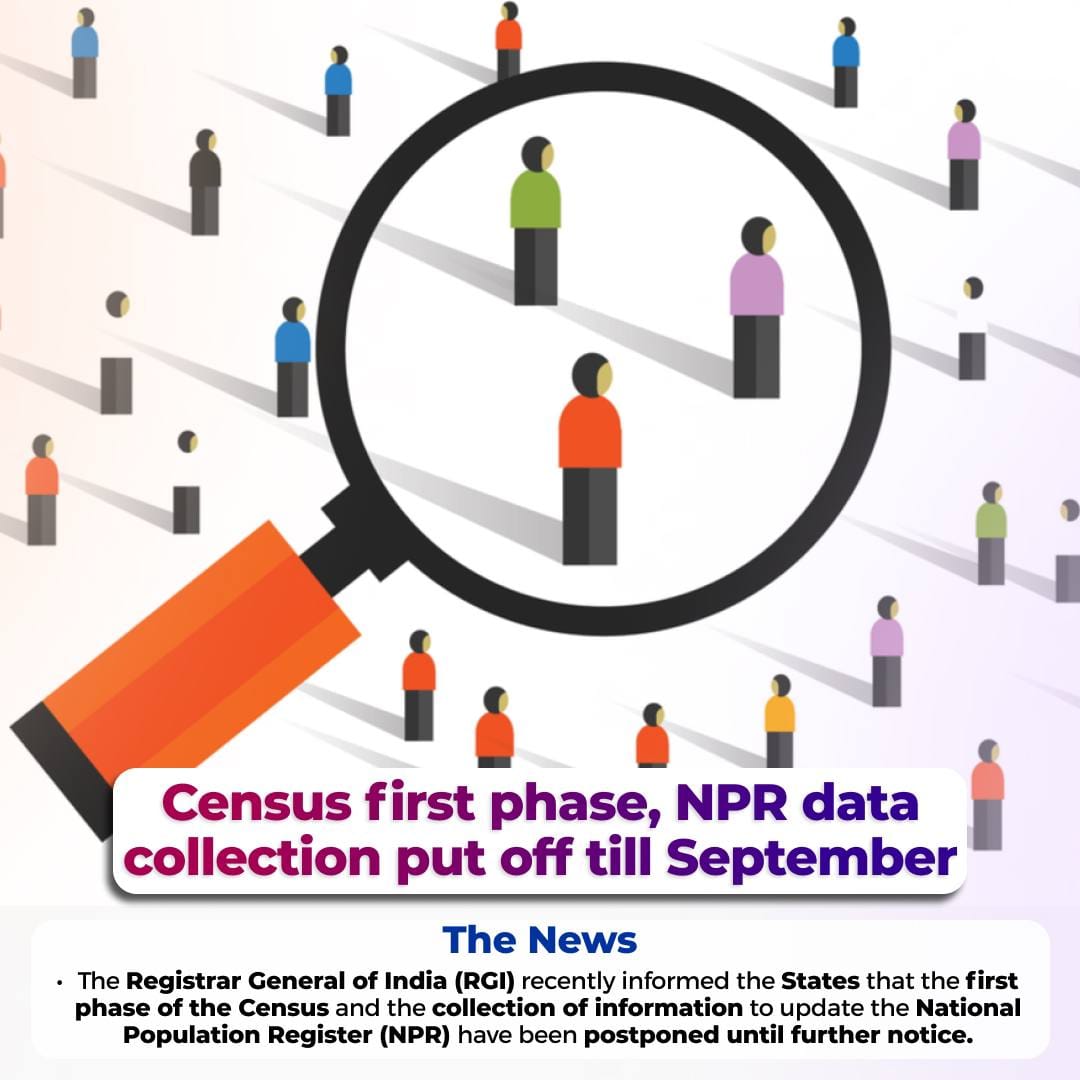 Census first phase, NPR data
collection put off till September
The News
• The Registrar General of India (RGI) recently informed the States that the first
phase of the Census and the collection of information to update the National
Population Register (NPR) have been postponed until further notice.